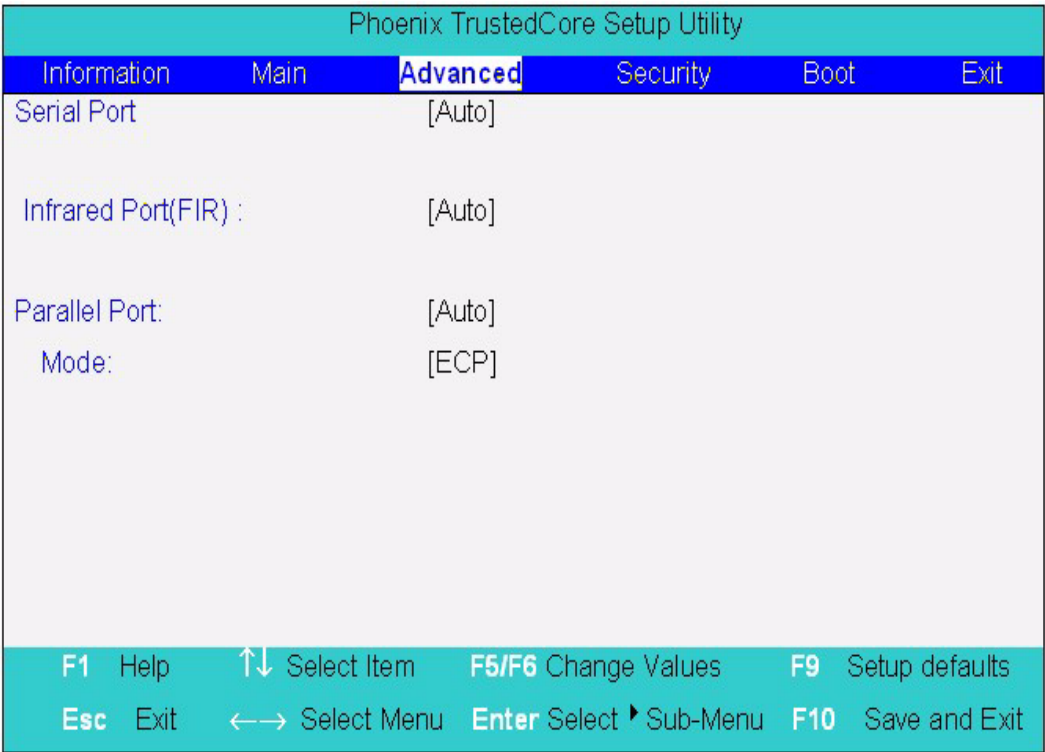 Phoenix TrustedCore Setup Utility
Information Main Advanced Security Boot Exit
Serial Port [Auto]
Infrared Port(FIR) : [Auto]
Parallel Port: [Auto]
Mode: [ECP]
F1 Help ↑↓ Select Item F5/F6 Change Values F9 Setup defaults
Esc Exit ←→ Select Menu Enter Select ▸ Sub-Menu F10 Save and Exit